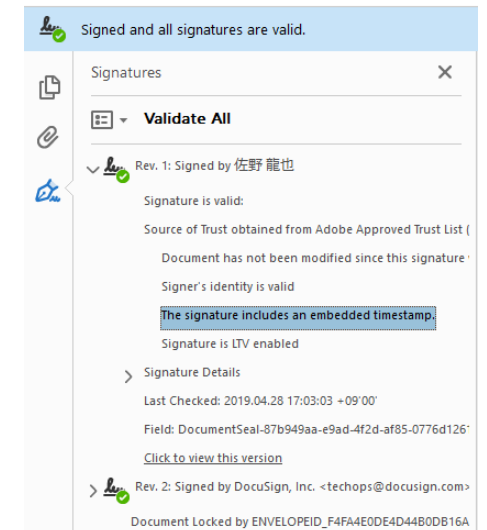 Signed and all signatures are valid.
Signatures
Validate All
Rev. 1: Signed by 佐野 龍也
Signature is valid:
Source of Trust obtained from Adobe Approved Trust List (
Document has not been modified since this signature
Signer's identity is valid
The signature includes an embedded timestamp.
Signature is LTV enabled
Signature Details
Last Checked: 2019.04.28 17:03:03 +09'00'
Field: DocumentSeal-87b949aa-e9ad-4f2d-af85-0776d126
Click to view this version
Rev. 2: Signed by DocuSign, Inc. <techops@docusign.com>
Document Locked by ENVELOPEID_F4FA4E0DE4D44B0DB16A